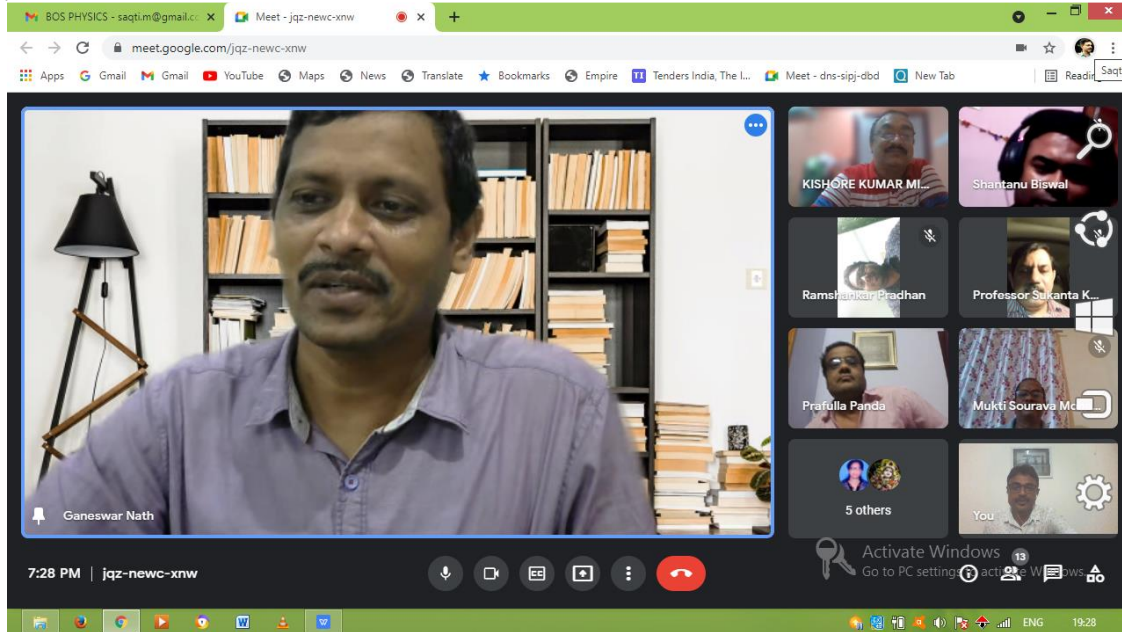 BOS PHYSICS - saqti.m@gmail.cc
Meet - jqz-newc-xnw
meet.google.com/jqz-newc-xnw
Apps Gmail Gmail YouTube Maps News Translate Bookmarks Empire Tenders India, The I... Meet - dns-sipj-dbd New Tab
Saqt
KISHORE KUMAR MI...
Shantanu Biswal
Ramshankar Pradhan
Professor Sukanta K...
Prafulla Panda
Mukti Sourava
5 others
You
Ganeswar Nath
Activate Windows
Go to PC settings to activate Windows.
13
7:28 PM | jqz-newc-xnw
ENG 19:28